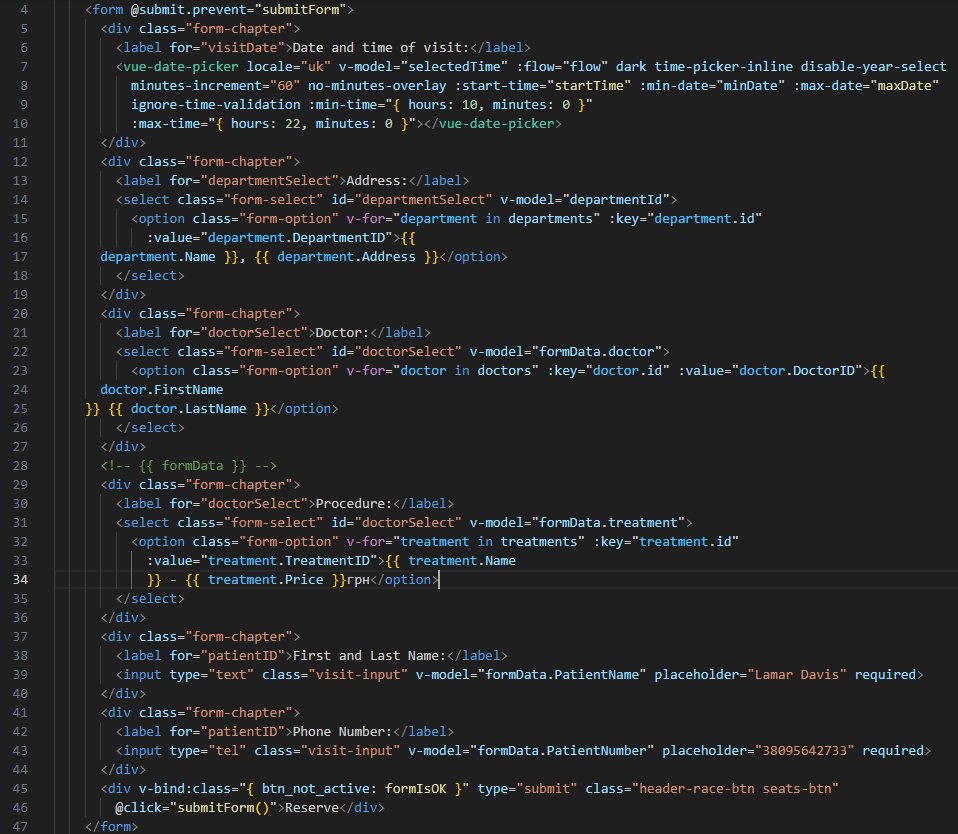 4 <form @submit.prevent="submitForm">
5 <div class="form-chapter">
6 <label for="visitDate">Date and time of visit:</label>
7 <vue-date-picker locale="uk" v-model="selectedTime" :flow="flow" dark time-picker-inline disable-year-select
8 minutes-increment="60" no-minutes-overlay :start-time="startTime" :min-date="minDate" :max-date="maxDate"
9 ignore-time-validation :min-time="{ hours: 10, minutes: 0 }"
10 :max-time="{ hours: 22, minutes: 0 }"></vue-date-picker>
11 </div>
12 <div class="form-chapter">
13 <label for="departmentSelect">Address:</label>
14 <select class="form-select" id="departmentSelect" v-model="departmentId">
15 <option class="form-option" v-for="department in departments" :key="department.id"
16 :value="department.DepartmentID">{{
17 department.Name }}, {{ department.Address }}</option>
18 </select>
19 </div>
20 <div class="form-chapter">
21 <label for="doctorSelect">Doctor:</label>
22 <select class="form-select" id="doctorSelect" v-model="formData.doctor">
23 <option class="form-option" v-for="doctor in doctors" :key="doctor.id" :value="doctor.DoctorID">{{
24 doctor.FirstName
25 }} {{ doctor.LastName }}</option>
26 </select>
27 </div>
28 <!-- {{ formData }} -->
29 <div class="form-chapter">
30 <label for="doctorSelect">Procedure:</label>
31 <select class="form-select" id="doctorSelect" v-model="formData.treatment">
32 <option class="form-option" v-for="treatment in treatments" :key="treatment.id"
33 :value="treatment.TreatmentID">{{ treatment.Name
34 }} - {{ treatment.Price }}грн</option>
35 </select>
36 </div>
37 <div class="form-chapter">
38 <label for="patientID">First and Last Name:</label>
39 <input type="text" class="visit-input" v-model="formData.PatientName" placeholder="Lamar Davis" required>
40 </div>
41 <div class="form-chapter">
42 <label for="patientID">Phone Number:</label>
43 <input type="tel" class="visit-input" v-model="formData.PatientNumber" placeholder="38095642733" required>
44 </div>
45 <div v-bind:class="{ btn_not_active: formIsOK }" type="submit" class="header-race-btn seats-btn"
46 @click="submitForm()">Reserve</div>
47 </form>